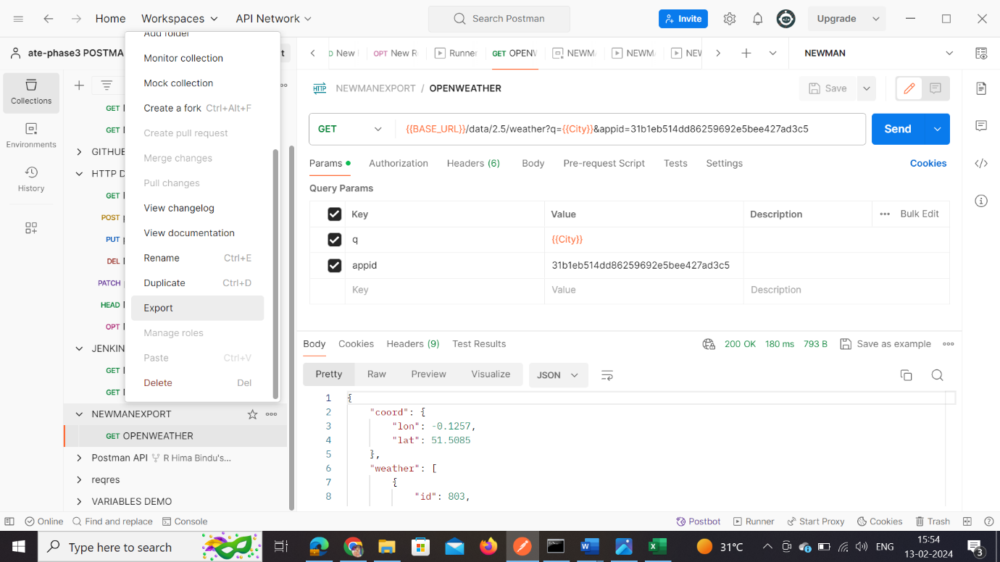 Home Workspaces API Network Search Postman Invite Upgrade
ate-phase3 POSTMA
New OPT New R Runner GET OPENW NEWM NEWM NEW NEWMAN
Collections
Environments
History
GET
GET
GITHUB
HTTP D
GET
POST
PUT
DEL
PATCH
HEAD
OPT
JENKIN
GET
GET
NEWMANEXPORT
GET OPENWEATHER
Postman API R Hima Bindu's...
reqres
VARIABLES DEMO
Add folder
Monitor collection
Mock collection
Create a fork Ctrl+Alt+F
Create pull request
Merge changes
Pull changes
View changelog
View documentation
Rename Ctrl+E
Duplicate Ctrl+D
Export
Manage roles
Paste Ctrl+V
Delete Del
HTTP NEWMANEXPORT / OPENWEATHER Save
GET {{BASE_URL}}/data/2.5/weather?q={{City}}&appid=31b1eb514dd86259692e5bee427ad3c5 Send
Params Authorization Headers (6) Body Pre-request Script Tests Settings Cookies
Query Params
Key Value Description Bulk Edit
q {{City}}
appid 31b1eb514dd86259692e5bee427ad3c5
Key Value Description
Body Cookies Headers (9) Test Results 200 OK 180 ms 793 B Save as example
Pretty Raw Preview Visualize JSON
1 {
2 "coord": {
3 "lon": -0.1257,
4 "lat": 51.5085
5 },
6 "weather": [
7 {
8 "id": 803,
Online Find and replace Console Postbot Runner Start Proxy Cookies Trash
Type here to search 31°C ENG 15:54
13-02-2024 3